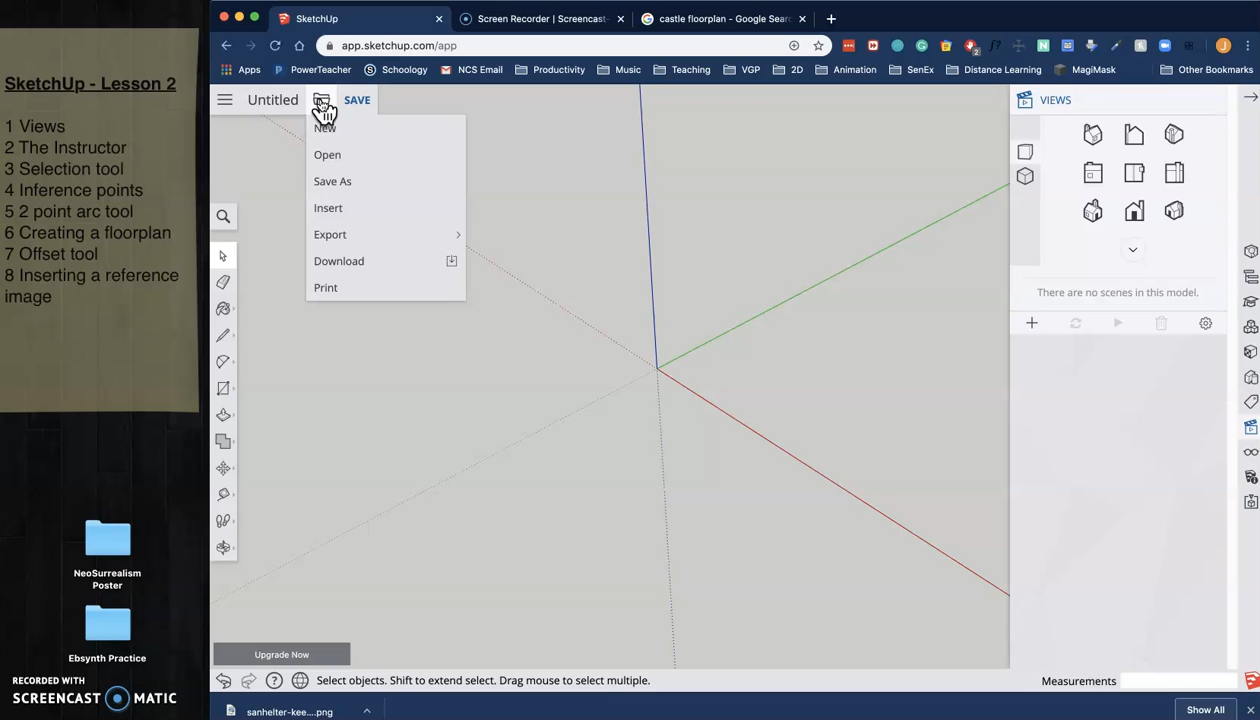 SketchUp - Lesson 2
1 Views
2 The Instructor
3 Selection tool
4 Inference points
5 2 point arc tool
6 Creating a floorplan
7 Offset tool
8 Inserting a reference
image
NeoSurrealism
Poster
Ebsynth Practice
RECORDED WITH
SCREENCAST MATIC
SketchUp
Screen Recorder | Screencast-
castle floorplan - Google Sear
app.sketchup.com/app
Apps
PowerTeacher
Schoology
NCS Email
Productivity
Music
Teaching
VGP
2D
Animation
SenEx
Distance Learning
MagiMask
Other Bookmarks
Untitled
SAVE
New
Open
Save As
Insert
Export
Download
Print
VIEWS
There are no scenes in this model.
Upgrade Now
Select objects. Shift to extend select. Drag mouse to select multiple.
Measurements
sanhelter-kee....png
Show All